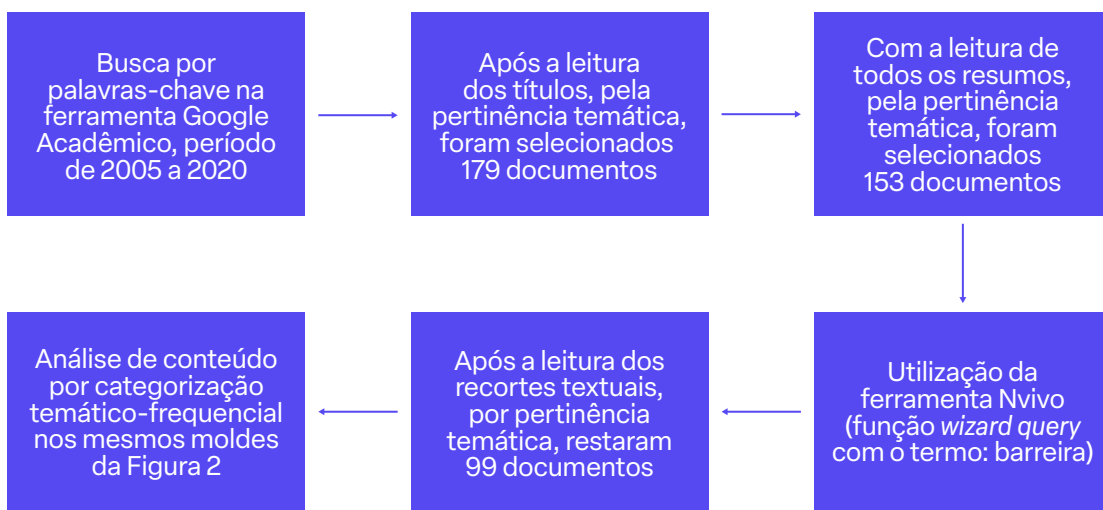 Busca por
palavras-chave na
ferramenta Google
Acadêmico, período
de 2005 a 2020
Após a leitura
dos títulos, pela
pertinência temática,
foram selecionados
179 documentos
Com a leitura de
todos os resumos,
pela pertinência
temática, foram
selecionados
153 documentos
Utilização da
ferramenta Nvivo
(função wizard query
com o termo: barreira)
Após a leitura dos
recortes textuais,
por pertinência
temática, restaram
99 documentos
Análise de conteúdo
por categorização
temático-frequencial
nos mesmos moldes
da Figura 2